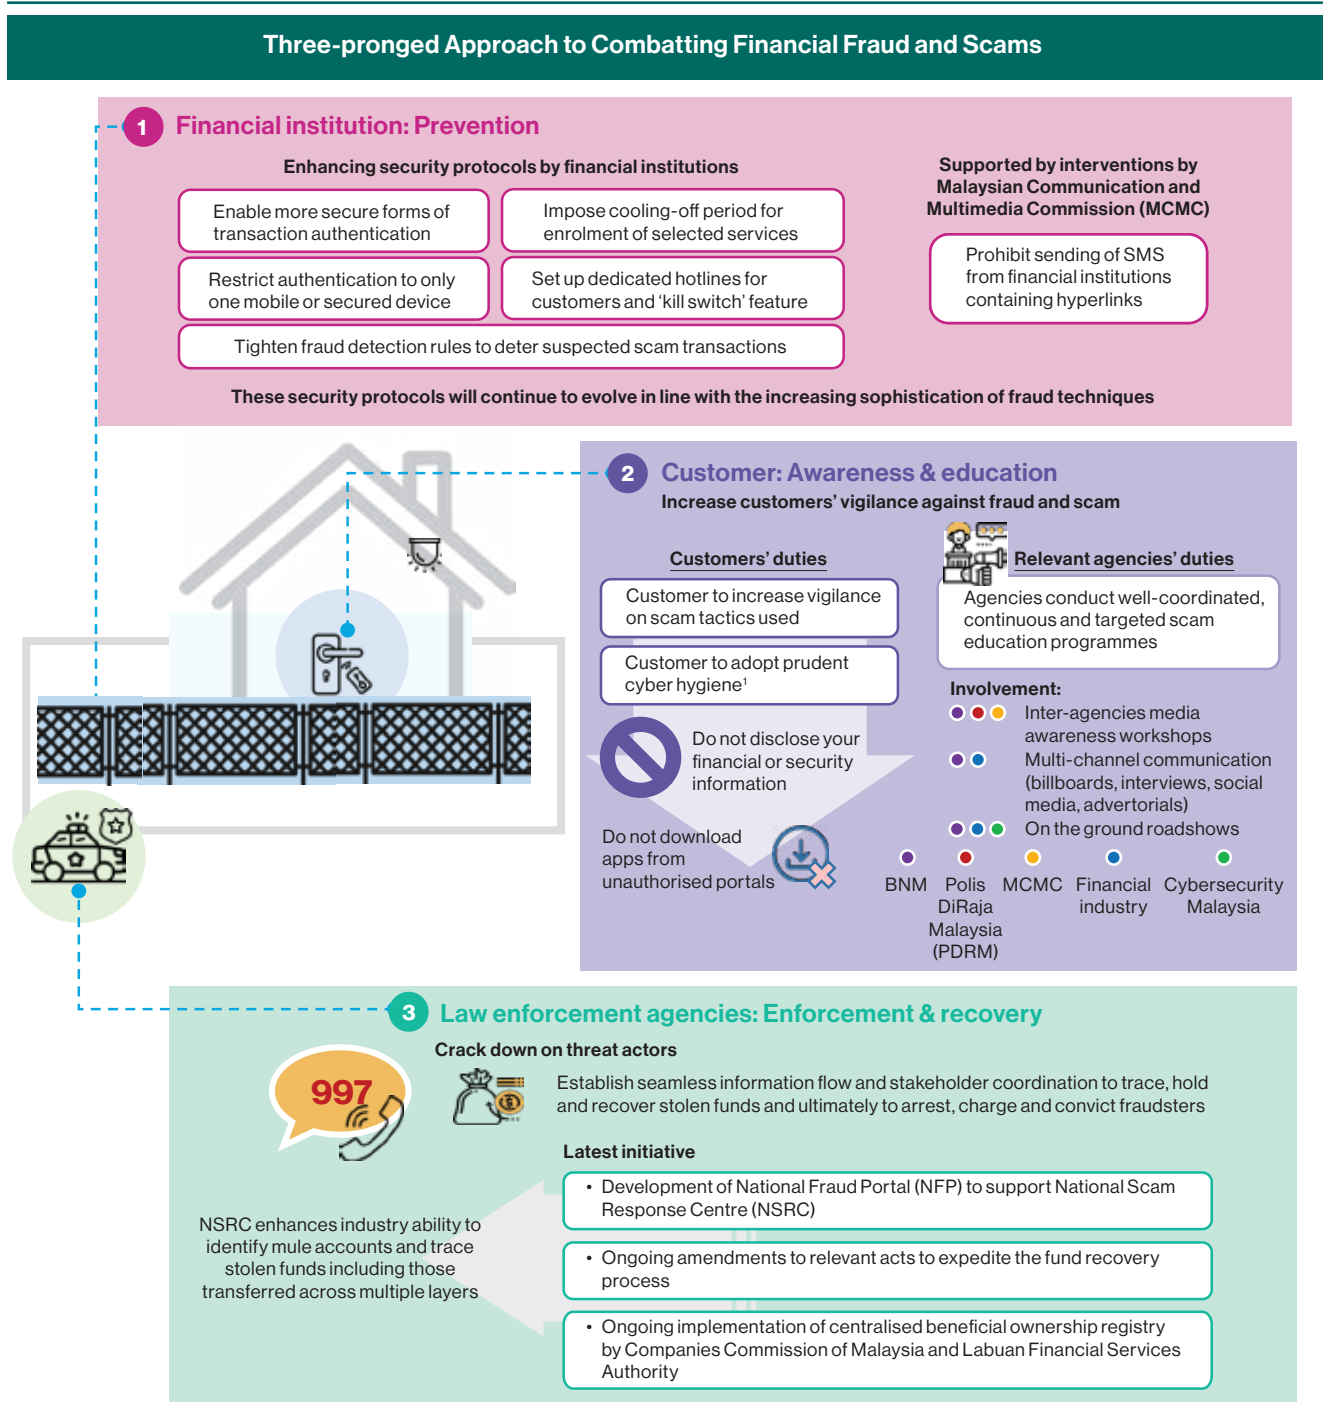 Three-pronged Approach to Combatting Financial Fraud and Scams
1
Financial institution: Prevention
Enhancing security protocols by financial institutions
Enable more secure forms of
transaction authentication
Impose cooling-off period for
enrolment of selected services
Restrict authentication to only
one mobile or secured device
Set up dedicated hotlines for
customers and ‘kill switch’ feature
Tighten fraud detection rules to deter suspected scam transactions
Supported by interventions by
Malaysian Communication and
Multimedia Commission (MCMC)
Prohibit sending of SMS
from financial institutions
containing hyperlinks
These security protocols will continue to evolve in line with the increasing sophistication of fraud techniques
2
Customer: Awareness & education
Increase customers’ vigilance against fraud and scam
Customers’ duties
Customer to increase vigilance
on scam tactics used
Customer to adopt prudent
cyber hygiene¹
Do not disclose your
financial or security
information
Do not download
apps from
unauthorised portals
Relevant agencies’ duties
Agencies conduct well-coordinated,
continuous and targeted scam
education programmes
Involvement:
Inter-agencies media
awareness workshops
Multi-channel communication
(billboards, interviews, social
media, advertorials)
On the ground roadshows
BNM
Polis
DiRaja
Malaysia
(PDRM)
MCMC
Financial
industry
Cybersecurity
Malaysia
3
Law enforcement agencies: Enforcement & recovery
Crack down on threat actors
997
Establish seamless information flow and stakeholder coordination to trace, hold
and recover stolen funds and ultimately to arrest, charge and convict fraudsters
Latest initiative
• Development of National Fraud Portal (NFP) to support National Scam
Response Centre (NSRC)
• Ongoing amendments to relevant acts to expedite the fund recovery
process
• Ongoing implementation of centralised beneficial ownership registry
by Companies Commission of Malaysia and Labuan Financial Services
Authority
NSRC enhances industry ability to
identify mule accounts and trace
stolen funds including those
transferred across multiple layers